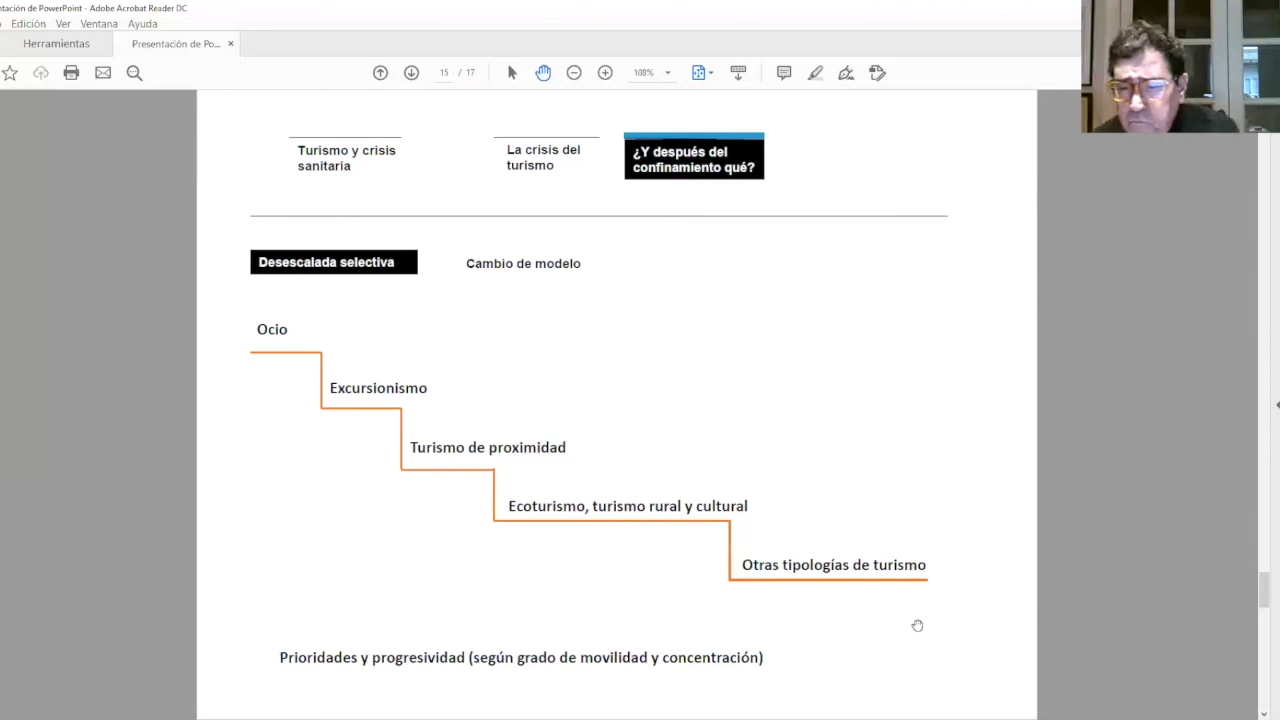 ntación de PowerPoint - Adobe Acrobat Reader DC
Edición Ver Ventana Ayuda
Herramientas
Presentación de Po... ×
15 / 17
108%
Turismo y crisis
sanitaria
La crisis del
turismo
¿Y después del
confinamiento qué?
Desescalada selectiva
Cambio de modelo
Ocio
Excursionismo
Turismo de proximidad
Ecoturismo, turismo rural y cultural
Otras tipologías de turismo
Prioridades y progresividad (según grado de movilidad y concentración)